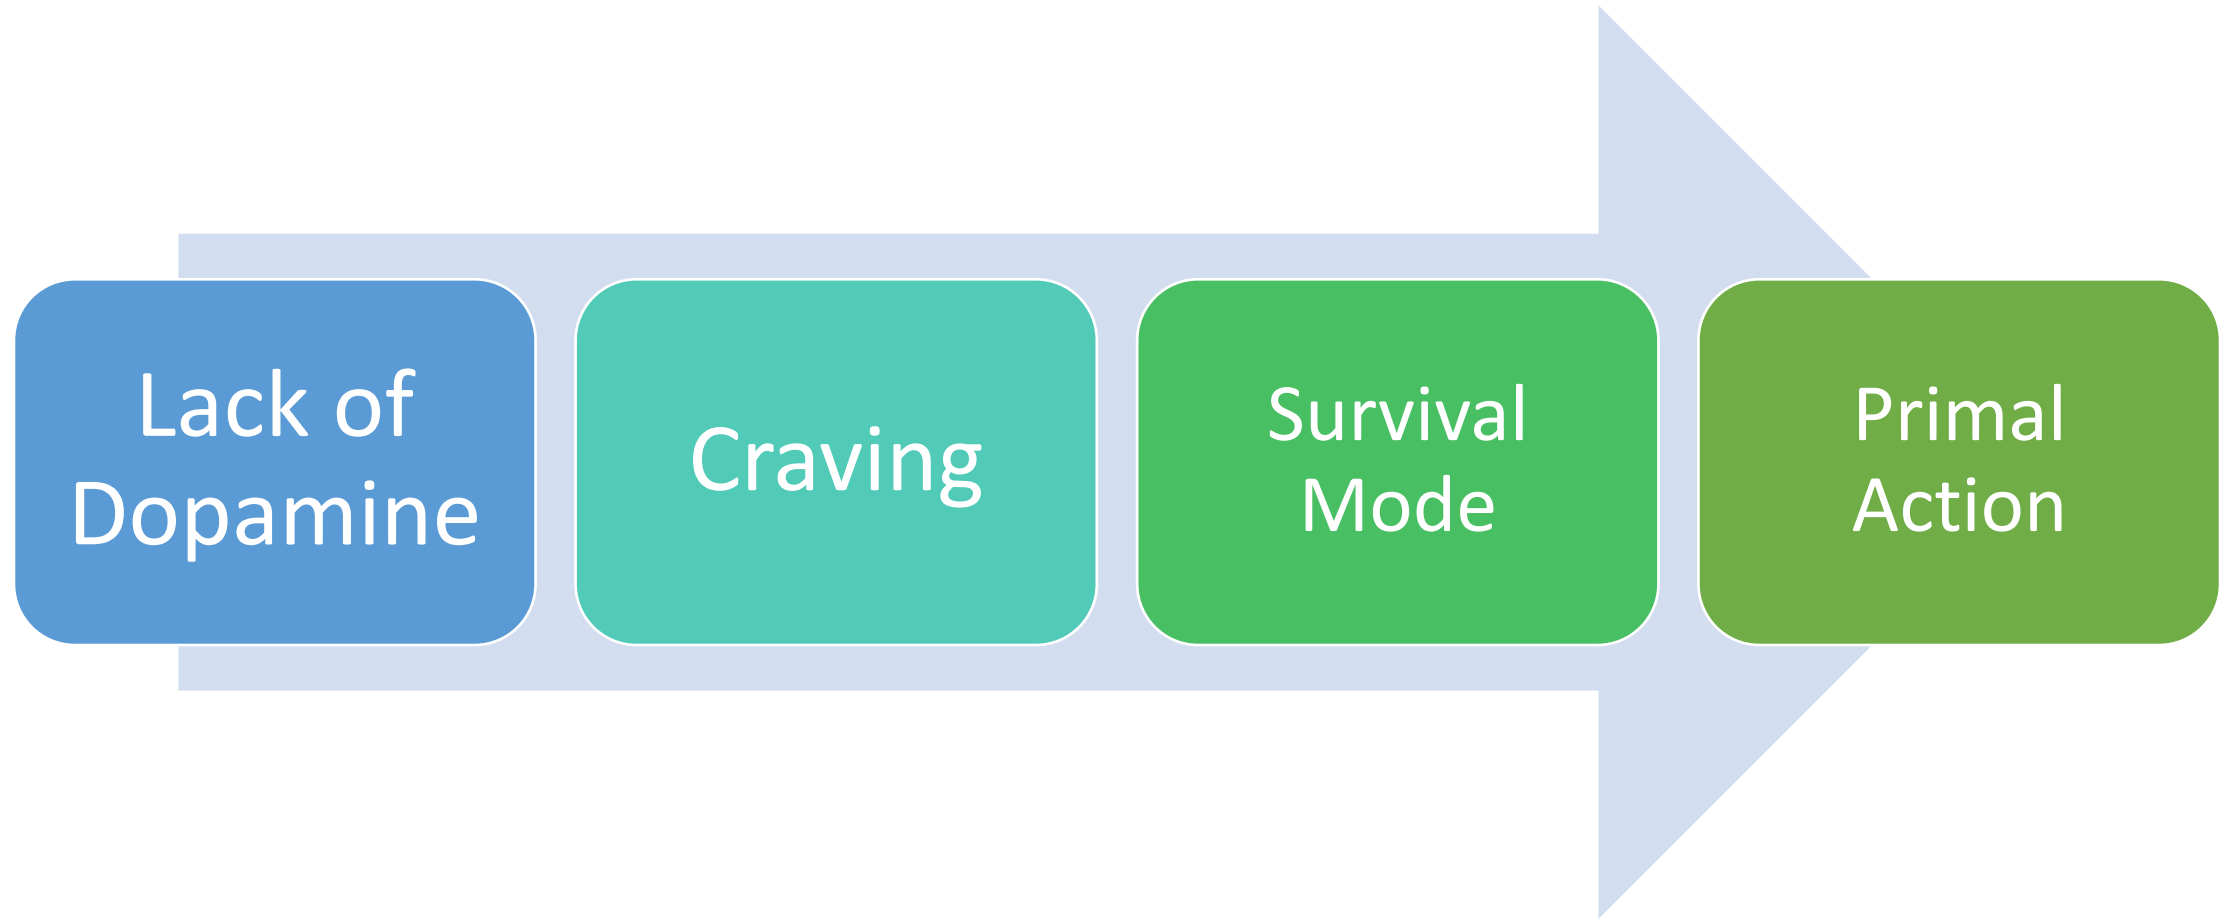 Lack of
Dopamine
Craving
Survival
Mode
Primal
Action